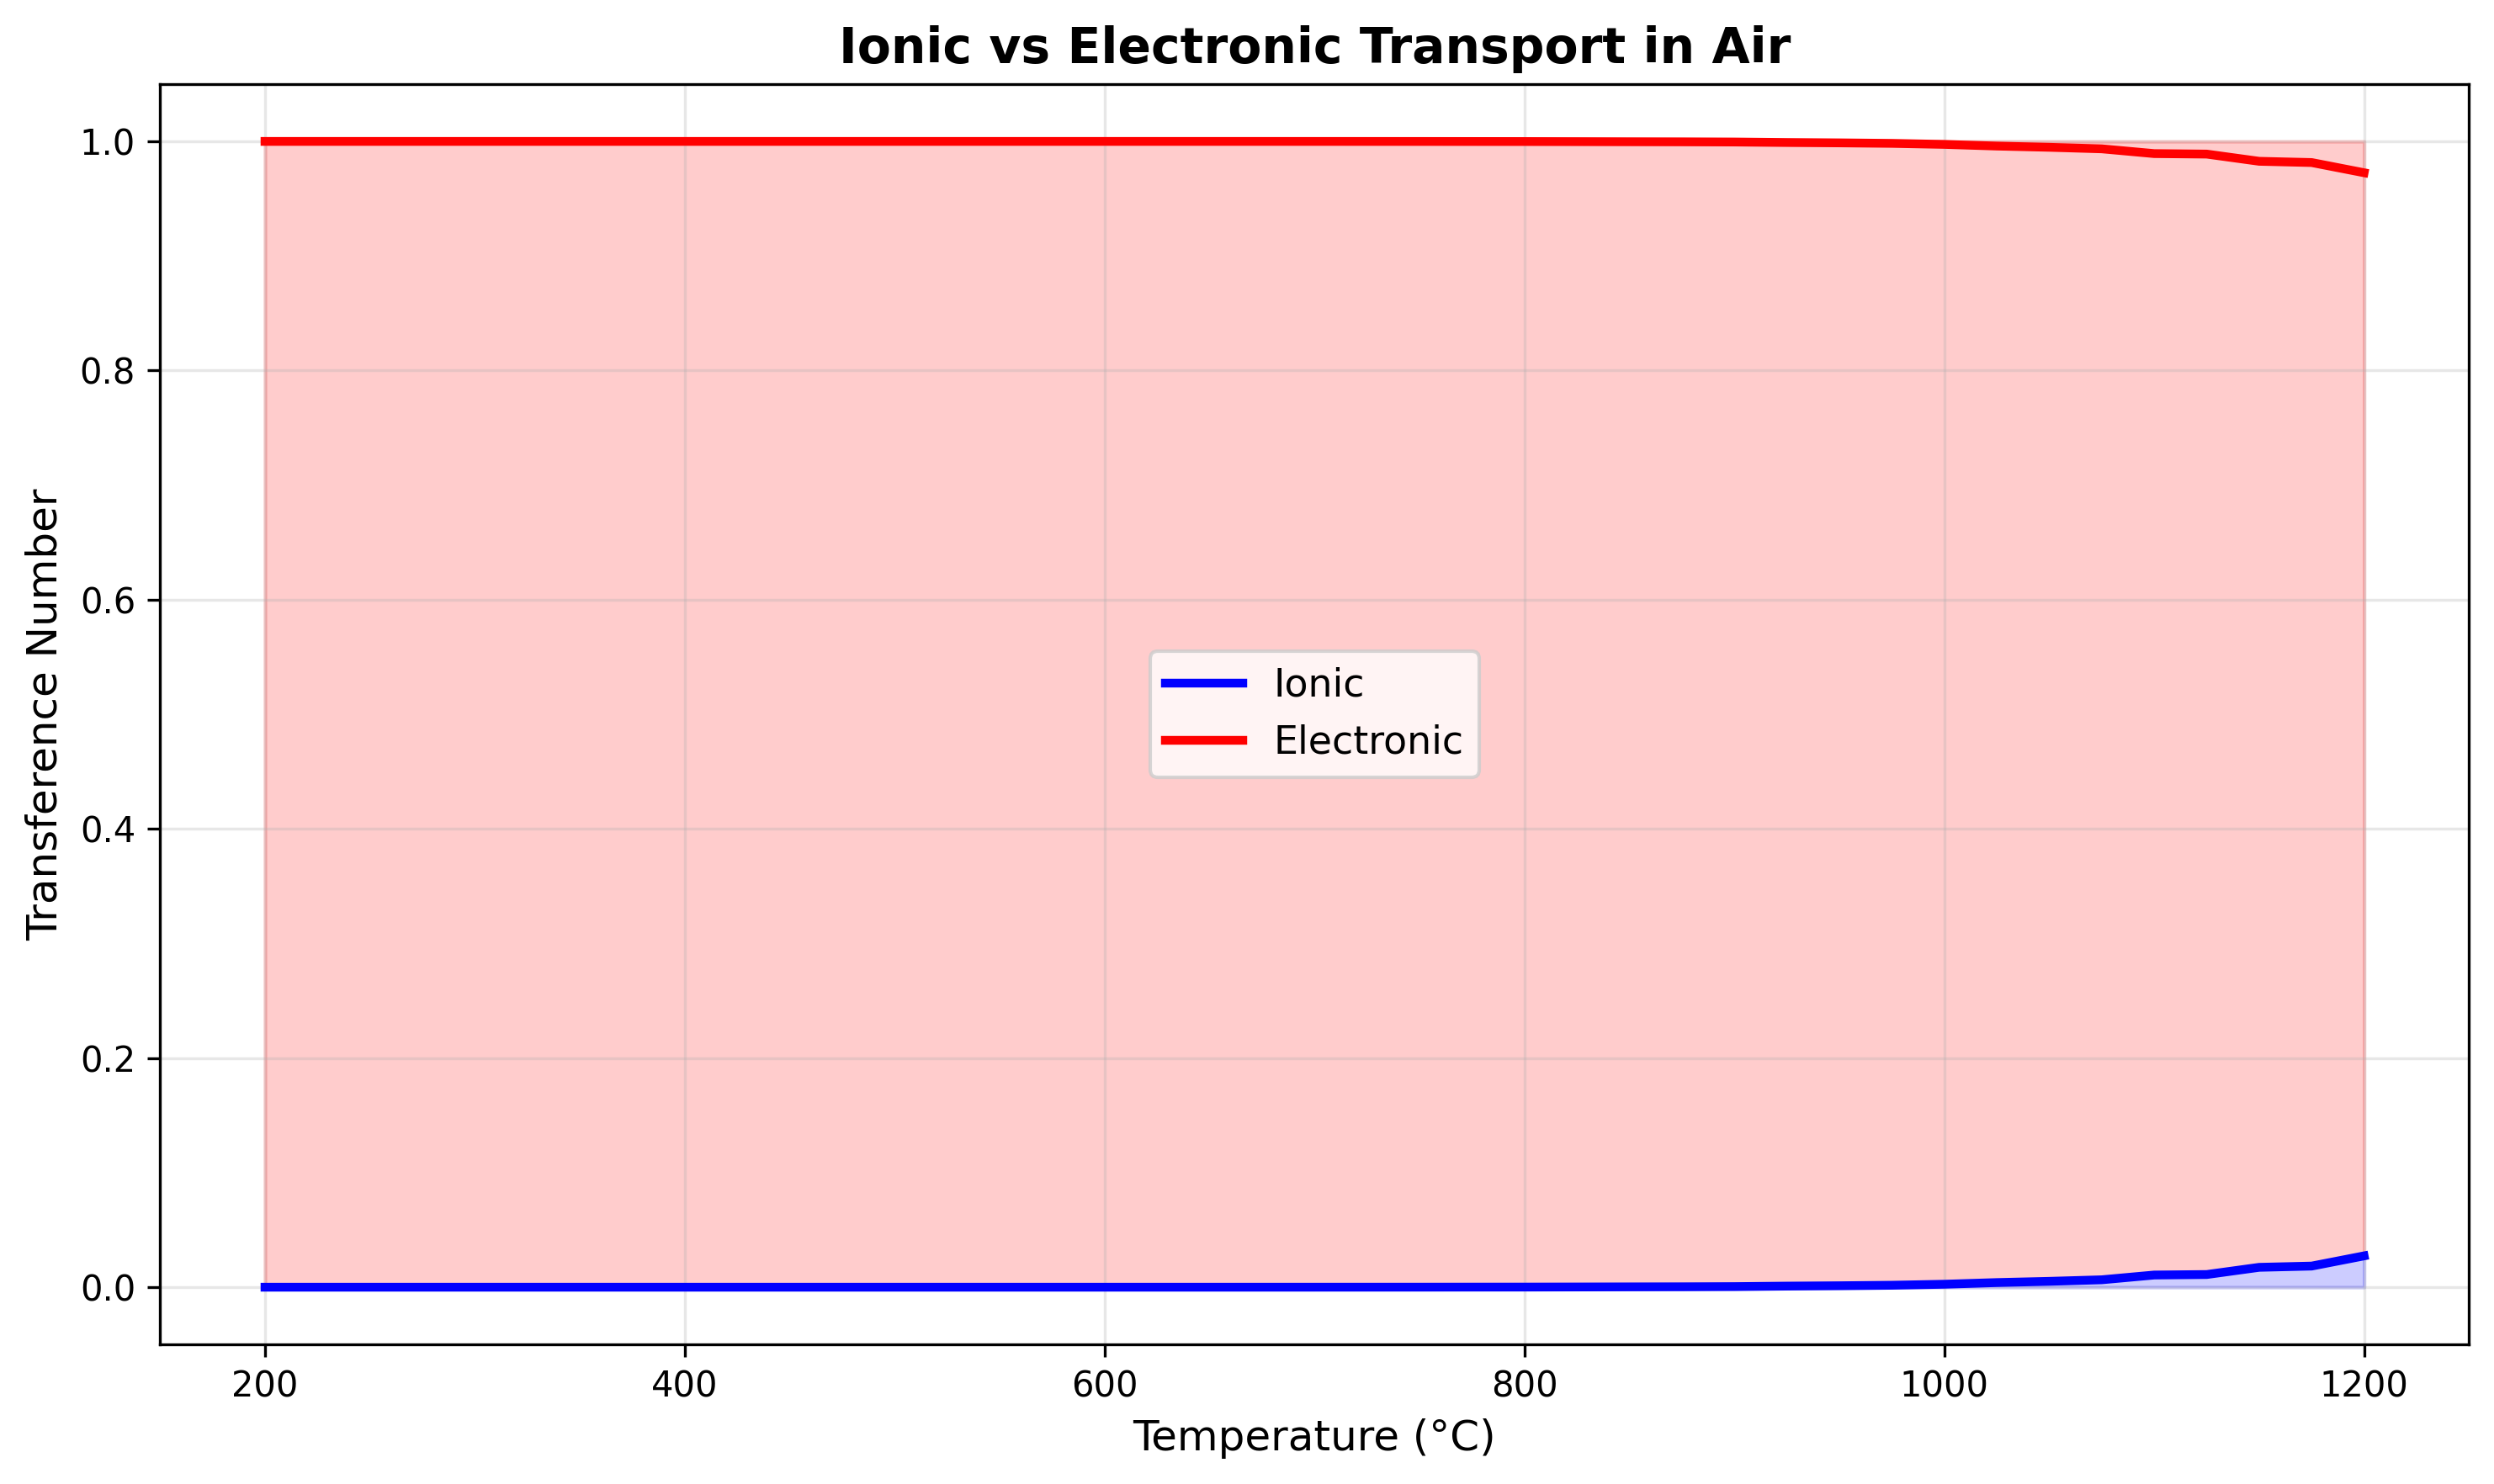 Ionic vs Electronic Transport in Air
Transference Number
1.0
0.8
0.6
0.4
0.2
0.0
Ionic
Electronic
200 400 600 800 1000 1200
Temperature (°C)